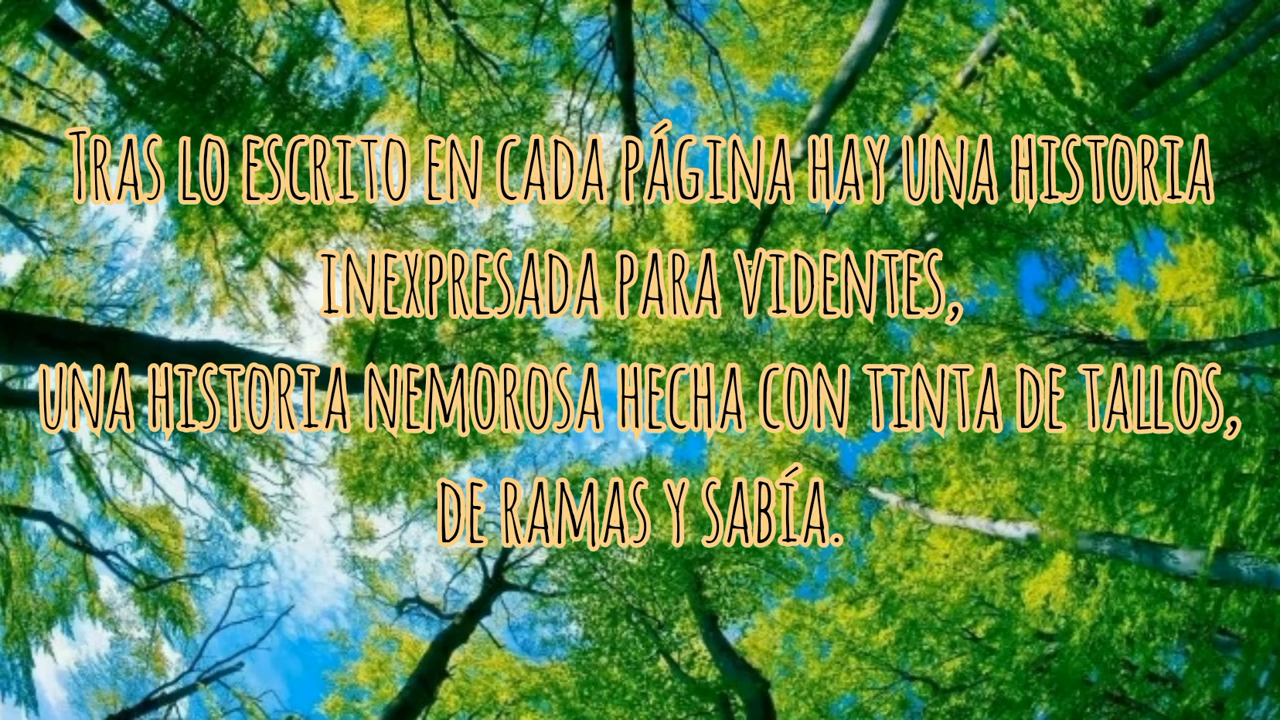 Tras lo escrito en cada página hay una historia
inexpresada para videntes,
una historia nemorosa hecha con tinta de tallos,
de ramas y sabía.